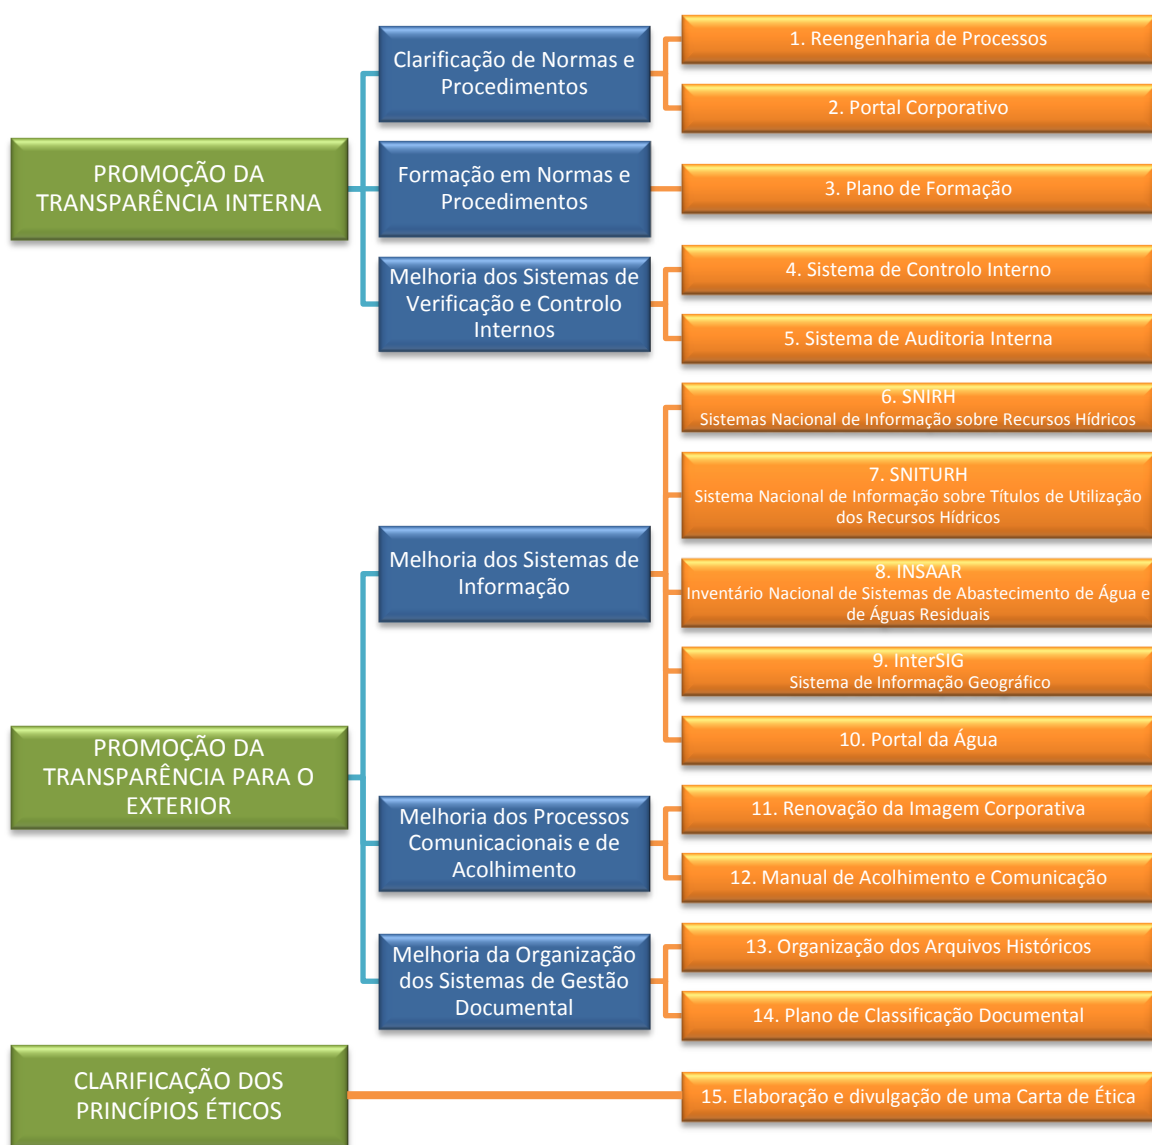 PROMOÇÃO DA
TRANSPARÊNCIA INTERNA
Clarificação de Normas e
Procedimentos
1. Reengenharia de Processos
2. Portal Corporativo
Formação em Normas e
Procedimentos
3. Plano de Formação
Melhoria dos Sistemas de
Verificação e Controlo
Internos
4. Sistema de Controlo Interno
5. Sistema de Auditoria Interna
PROMOÇÃO DA
TRANSPARÊNCIA PARA O
EXTERIOR
Melhoria dos Sistemas de
Informação
6. SNIRH
Sistemas Nacional de Informação sobre Recursos Hídricos
7. SNITURH
Sistema Nacional de Informação sobre Títulos de Utilização
dos Recursos Hídricos
8. INSAAR
Inventário Nacional de Sistemas de Abastecimento de Água e
de Águas Residuais
9. InterSIG
Sistema de Informação Geográfico
10. Portal da Água
Melhoria dos Processos
Comunicacionais e de
Acolhimento
11. Renovação da Imagem Corporativa
12. Manual de Acolhimento e Comunicação
Melhoria da Organização
dos Sistemas de Gestão
Documental
13. Organização dos Arquivos Históricos
14. Plano de Classificação Documental
CLARIFICAÇÃO DOS
PRINCÍPIOS ÉTICOS
15. Elaboração e divulgação de uma Carta de Ética